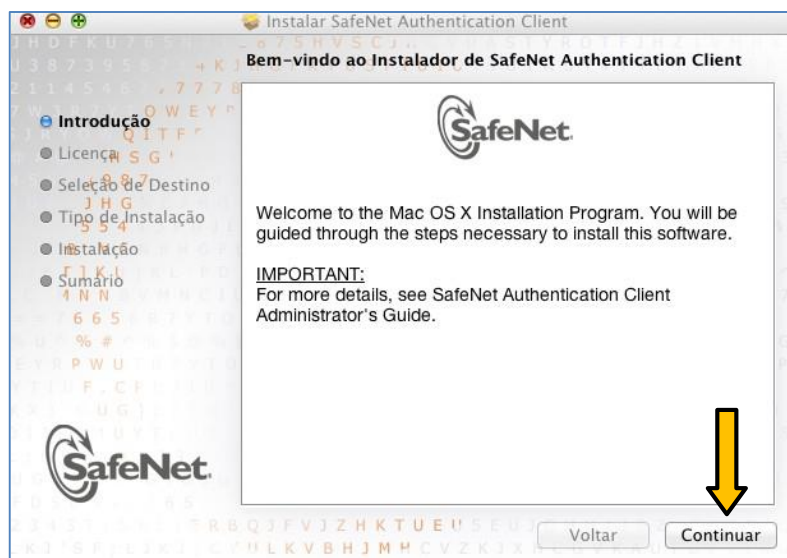 Instalar SafeNet Authentication Client
Bem-vindo ao Instalador de SafeNet Authentication Client
Introdução
Licença
Seleção de Destino
Tipo de Instalação
Instalação
Sumário
SafeNet.
Welcome to the Mac OS X Installation Program. You will be
guided through the steps necessary to install this software.
IMPORTANT:
For more details, see SafeNet Authentication Client
Administrator's Guide.
SafeNet.
Voltar
Continuar